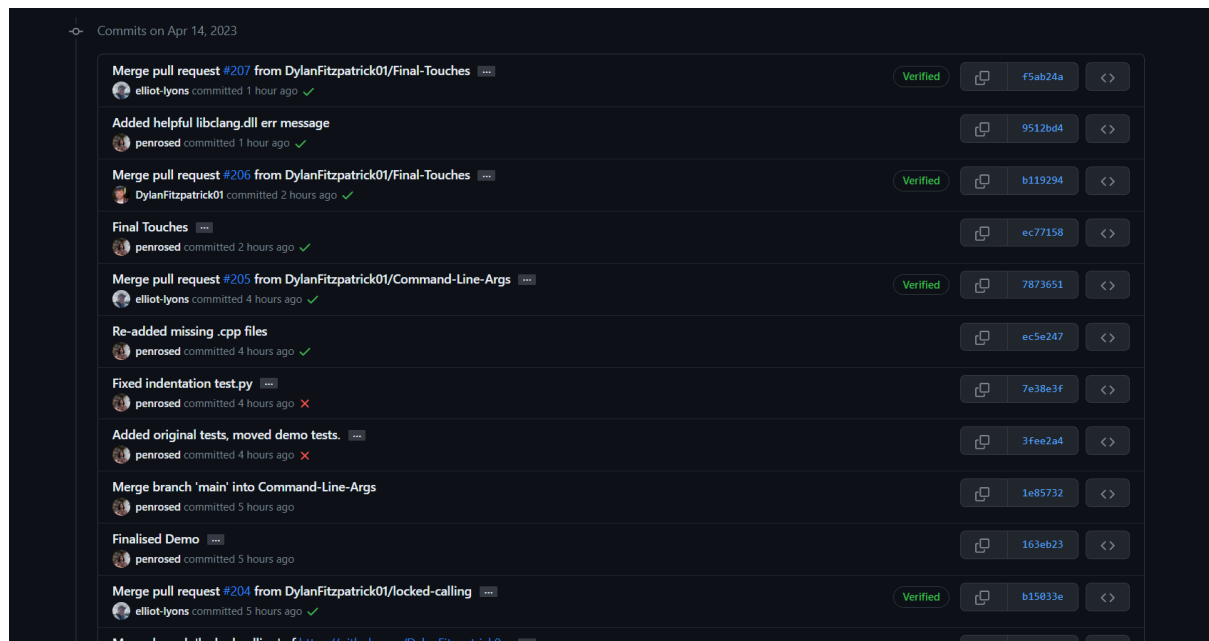 Commits on Apr 14, 2023
Merge pull request #207 from DylanFitzpatrick01/Final-Touches ...
elliot-lyons committed 1 hour ago
Verified
f5ab24a
Added helpful libclang.dll err message
penrosed committed 1 hour ago
9512bd4
Merge pull request #206 from DylanFitzpatrick01/Final-Touches ...
DylanFitzpatrick01 committed 2 hours ago
Verified
b119294
Final Touches ...
penrosed committed 2 hours ago
ec77158
Merge pull request #205 from DylanFitzpatrick01/Command-Line-Args ...
elliot-lyons committed 4 hours ago
Verified
7873651
Re-added missing .cpp files
penrosed committed 4 hours ago
ec5e247
Fixed indentation test.py ...
penrosed committed 4 hours ago
7e38e3f
Added original tests, moved demo tests. ...
penrosed committed 4 hours ago
3fee2a4
Merge branch 'main' into Command-Line-Args
penrosed committed 5 hours ago
1e85732
Finalised Demo ...
penrosed committed 5 hours ago
163eb23
Merge pull request #204 from DylanFitzpatrick01/locked-calling ...
elliot-lyons committed 5 hours ago
Verified
b15033e